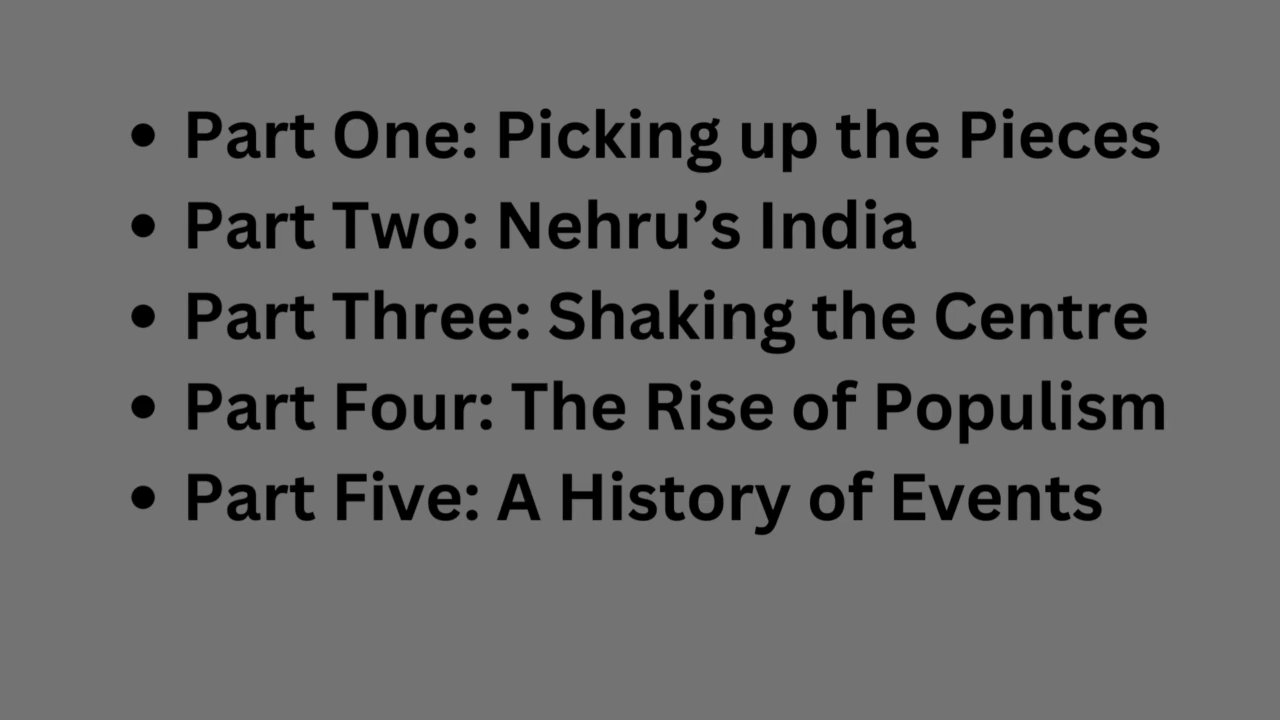 • Part One: Picking up the Pieces
• Part Two: Nehru’s India
• Part Three: Shaking the Centre
• Part Four: The Rise of Populism
• Part Five: A History of Events